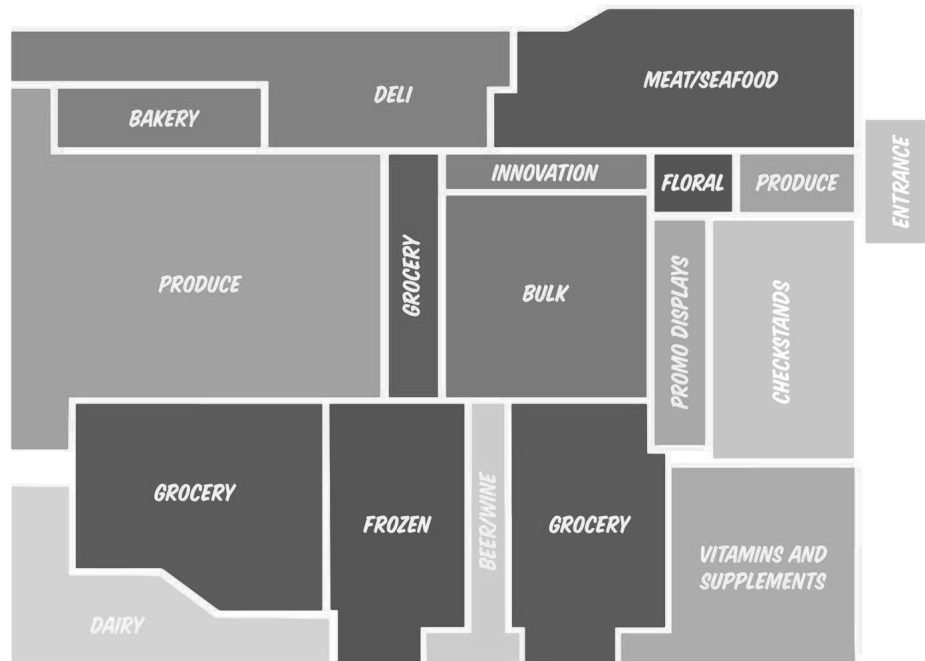 MEAT/SEAFOOD
DELI
BAKERY
ENTRANCE
INNOVATION
FLORAL
PRODUCE
GROCERY
PRODUCE
BULK
PROMO DISPLAYS
CHECKSTANDS
GROCERY
FROZEN
BEER/WINE
GROCERY
VITAMINS AND
SUPPLEMENTS
DAIRY